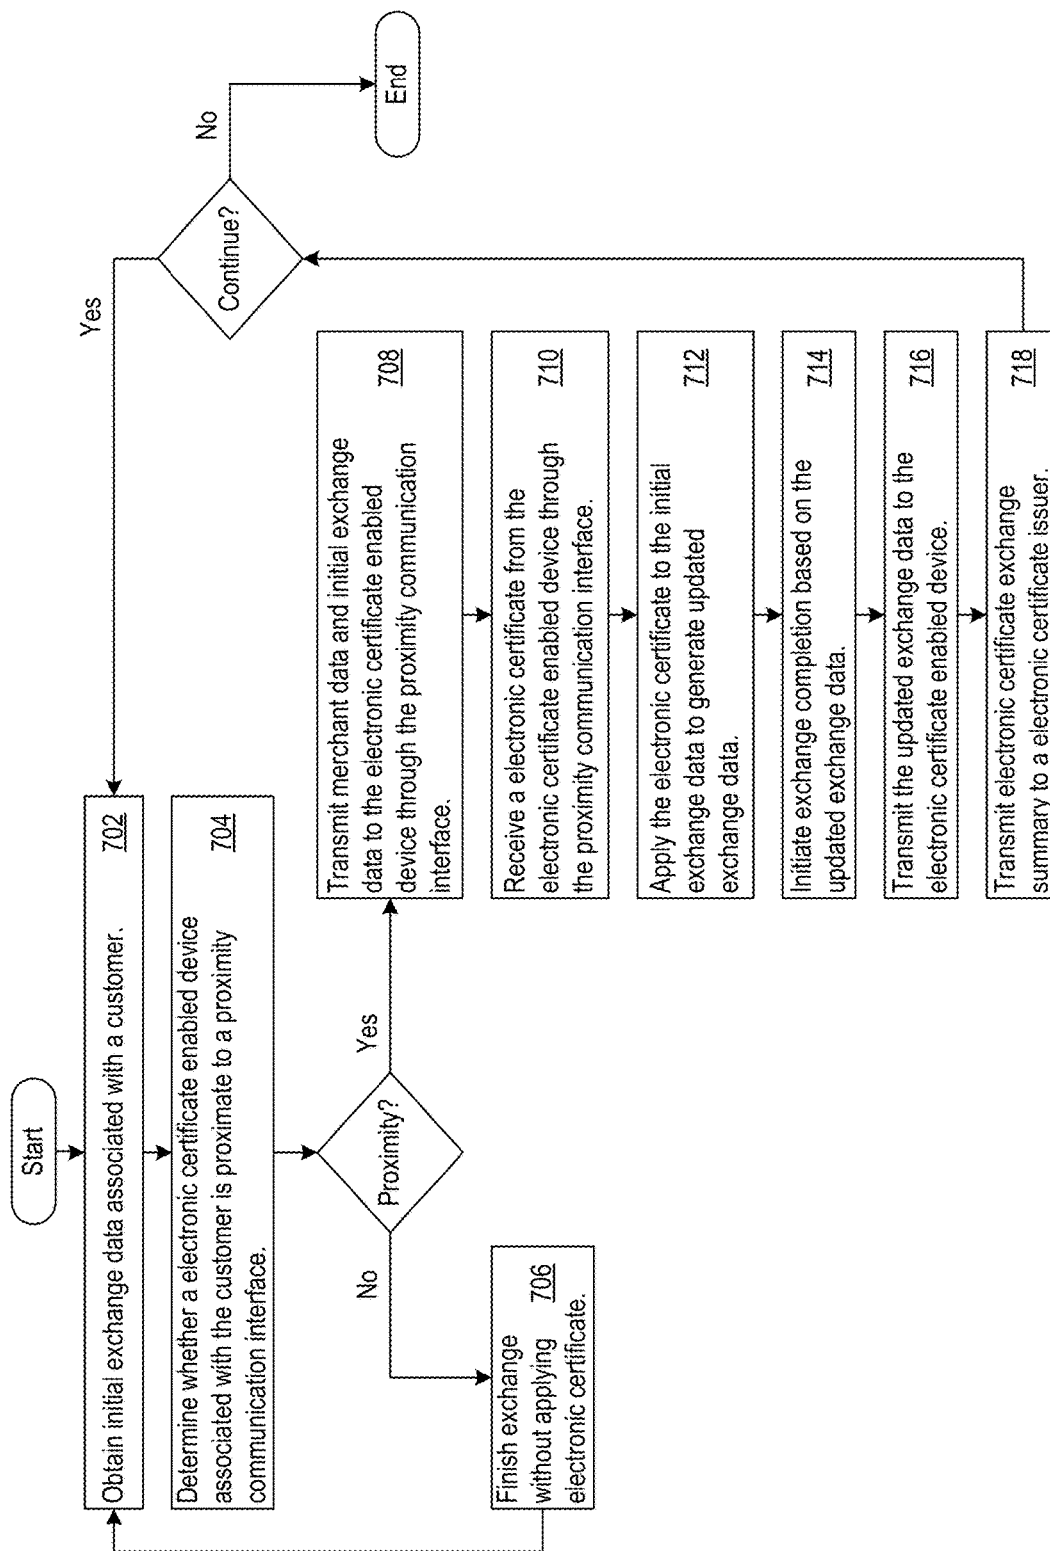 Start
Obtain initial exchange data associated with a customer. 702
Determine whether a electronic certificate enabled device 704
associated with the customer is proximate to a proximity
communication interface.
Proximity?
No
Yes
Finish exchange
without applying 706
electronic certificate.
Transmit merchant data and initial exchange
data to the electronic certificate enabled 708
device through the proximity communication
interface.
Receive a electronic certificate from the
electronic certificate enabled device through 710
the proximity communication interface.
Apply the electronic certificate to the initial
exchange data to generate updated 712
exchange data.
Initiate exchange completion based on the
updated exchange data. 714
Transmit the updated exchange data to the
electronic certificate enabled device. 716
Transmit electronic certificate exchange
summary to a electronic certificate issuer. 718
Continue?
Yes
No
End